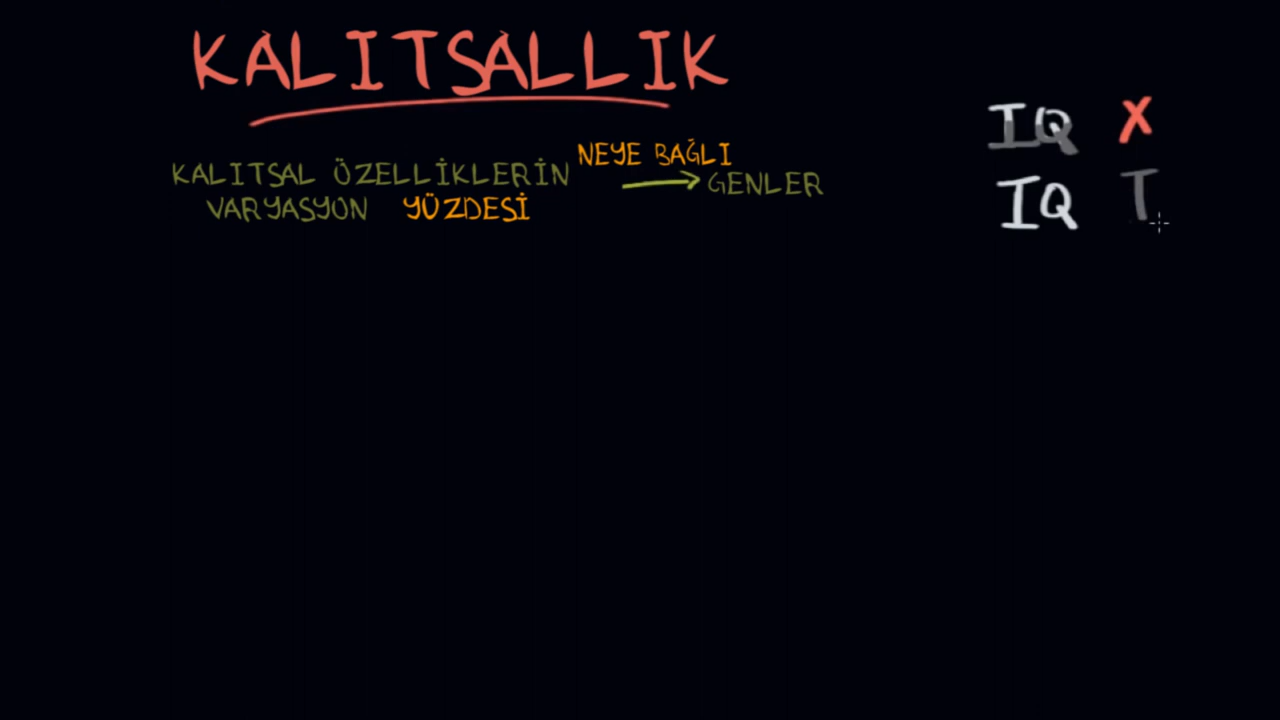 KALITSALLIK
KALITSAL ÖZELLİKLERİN NEYE BAĞLI → GENLER
VARYASYON YÜZDESİ
IQ X
IQ T